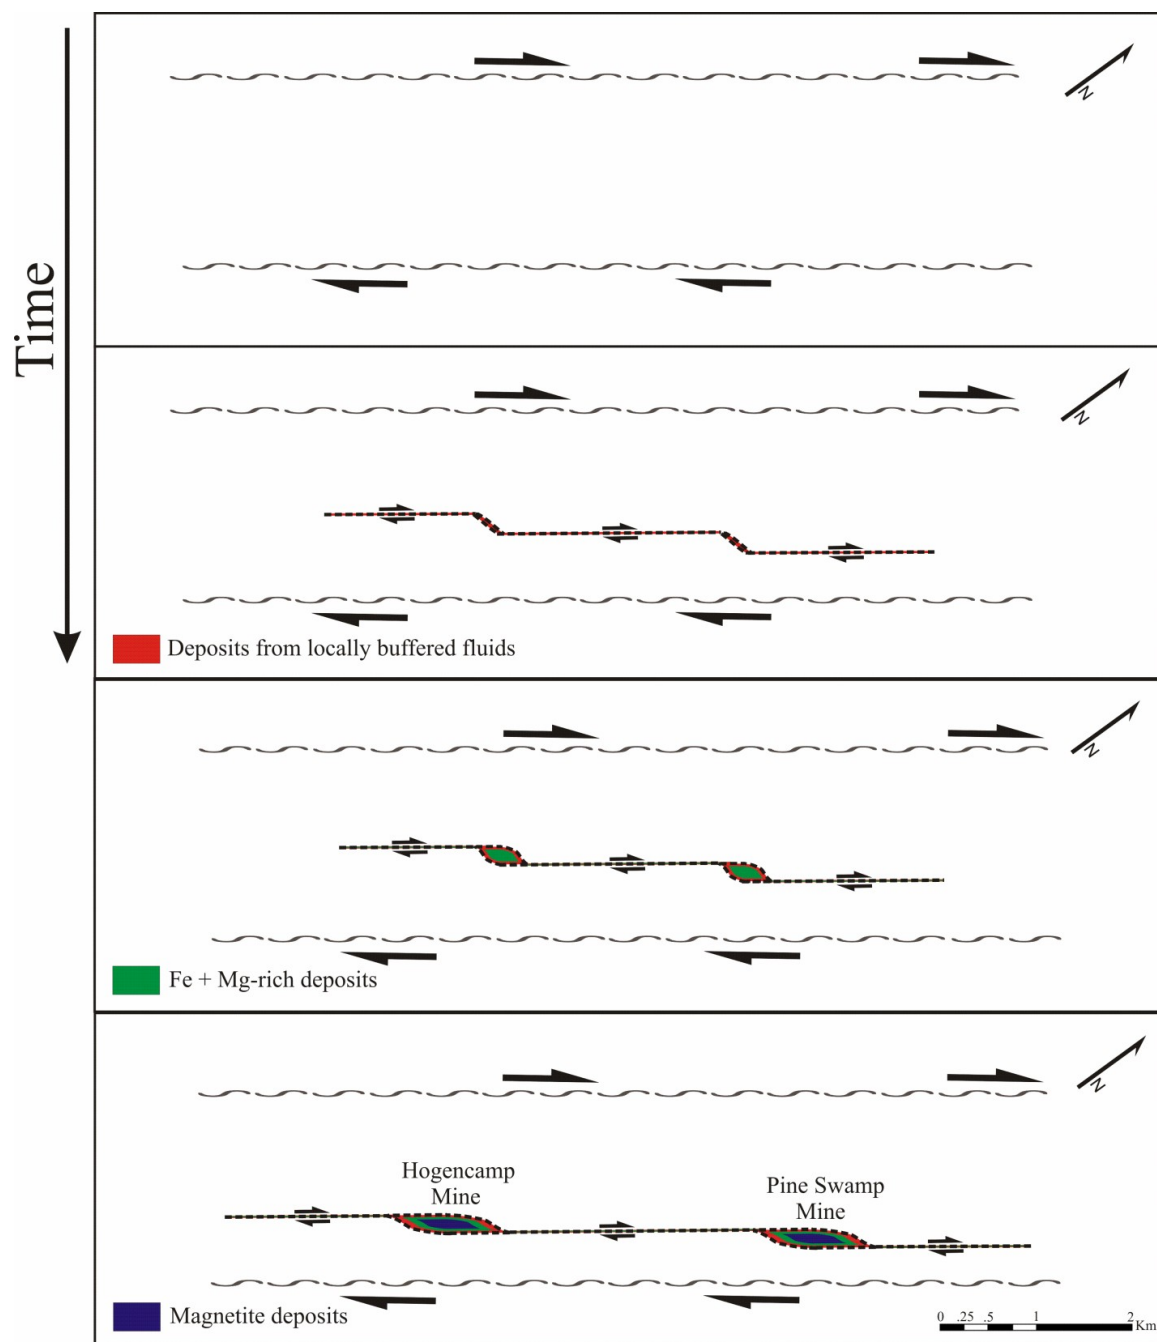 Time
N
N
Deposits from locally buffered fluids
N
Fe + Mg-rich deposits
N
Hogencamp
Mine
Pine Swamp
Mine
Magnetite deposits
0 .25 .5 1 2
Km